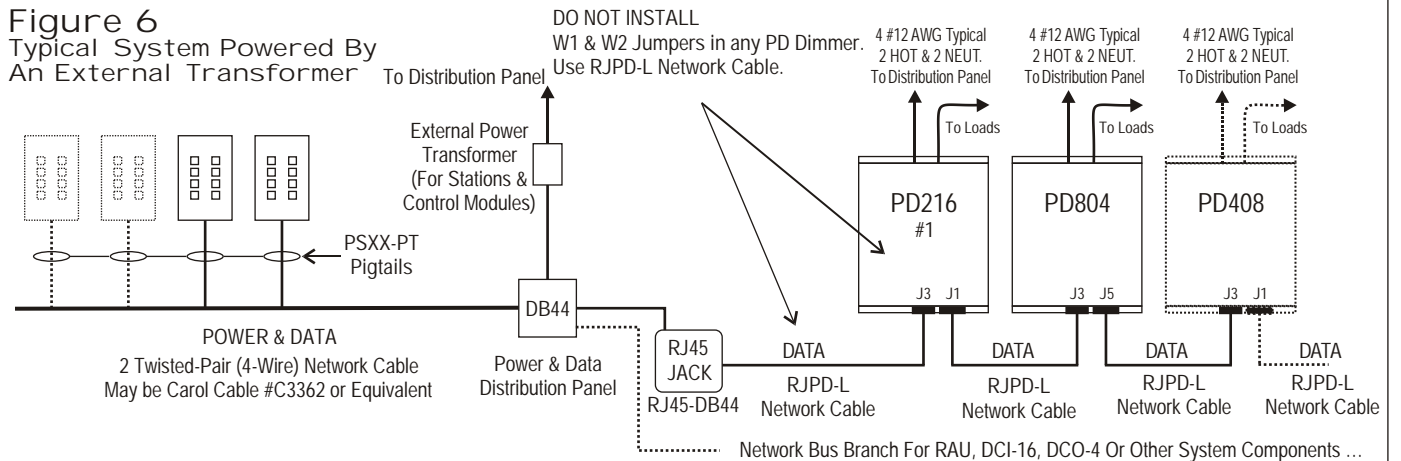 Figure 6
Typical System Powered By
An External Transformer
To Distribution Panel
DO NOT INSTALL
W1 & W2 Jumpers in any PD Dimmer.
Use RJPD-L Network Cable.
4 #12 AWG Typical
2 HOT & 2 NEUT.
To Distribution Panel
4 #12 AWG Typical
2 HOT & 2 NEUT.
To Distribution Panel
4 #12 AWG Typical
2 HOT & 2 NEUT.
To Distribution Panel
To Loads
To Loads
To Loads
External Power
Transformer
(For Stations &
Control Modules)
PSXX-PT
Pigtails
PD216
#1
PD804
PD408
J3 J1
J3 J5
J3 J1
DB44
POWER & DATA
2 Twisted-Pair (4-Wire) Network Cable
May be Carol Cable #C3362 or Equivalent
Power & Data
Distribution Panel
RJ45
JACK
RJ45-DB44
DATA
RJPD-L
Network Cable
DATA
RJPD-L
Network Cable
DATA
RJPD-L
Network Cable
DATA
RJPD-L
Network Cable
Network Bus Branch For RAU, DCI-16, DCO-4 Or Other System Components ...